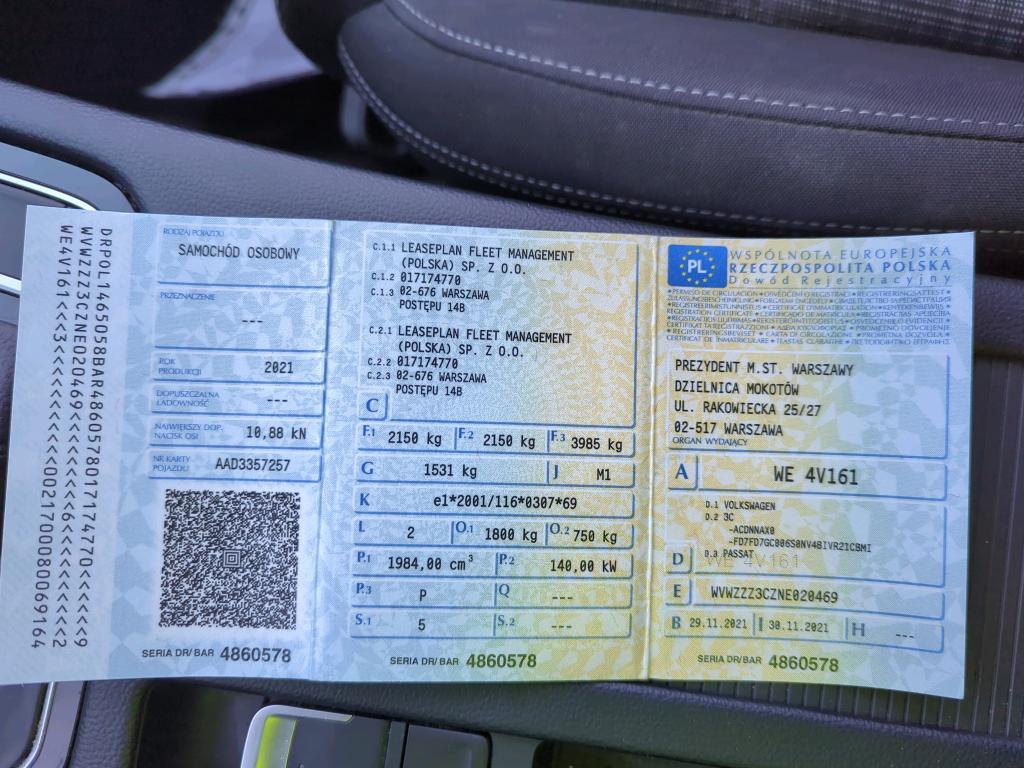 DRPOL1465058BAR4860578017174770<<<<<9
WVWZZZ3CZNE020469<<<<<<<<002170008006916 4
WE4V161<<<3<<<<<<<<<<<<<<<6<<<<<<<<<2
RODZAJ POJAZDU
SAMOCHÓD OSOBOWY
PRZEZNACZENIE
---
ROK PRODUKCJI 2021
DOPUSZCZALNA ŁADOWNOŚĆ ---
NAJWIĘKSZY DOP. NACISK OSI 10,88 kN
NR KARTY POJAZDU AAD3357257
SERIA DR/BAR 4860578
C.1.1 LEASEPLAN FLEET MANAGEMENT
(POLSKA) SP. Z O.O.
C.1.2 017174770
C.1.3 02-676 WARSZAWA
POSTĘPU 14B
C.2.1 LEASEPLAN FLEET MANAGEMENT
(POLSKA) SP. Z O.O.
C.2.2 017174770
C.2.3 02-676 WARSZAWA
POSTĘPU 14B
C
F.1 2150 kg F.2 2150 kg F.3 3985 kg
G 1531 kg J M1
K e1*2001/116*0307*69
L 2 O.1 1800 kg O.2 750 kg
P.1 1984,00 cm³ P.2 140,00 kW
P.3 P Q ---
S.1 5 S.2 ---
SERIA DR/BAR 4860578
PL
WSPÓLNOTA EUROPEJSKA
RZECZPOSPOLITA POLSKA
Dowód Rejestracyjny
PREZYDENT M.ST. WARSZAWY
DZIELNICA MOKOTÓW
UL. RAKOWIECKA 25/27
02-517 WARSZAWA
ORGAN WYDAJĄCY
A WE 4V161
D.1 VOLKSWAGEN
D.2 3C
-ACDNNAX0
-FD7FD7GC006S0NV4BIVR21CBMI
D.3 PASSAT
D WE 4V161
E WVWZZZ3CZNE020469
B 29.11.2021 I 30.11.2021 H ---
SERIA DR/BAR 4860578